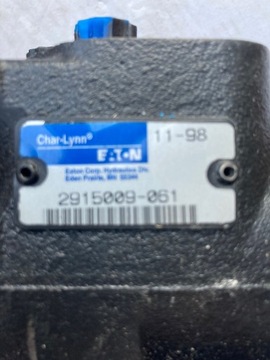 Char-Lynn® 11-98
EATON
Eaton Corp. Hydraulics Div.
Eden Prairie, MN 55344
2915009-061